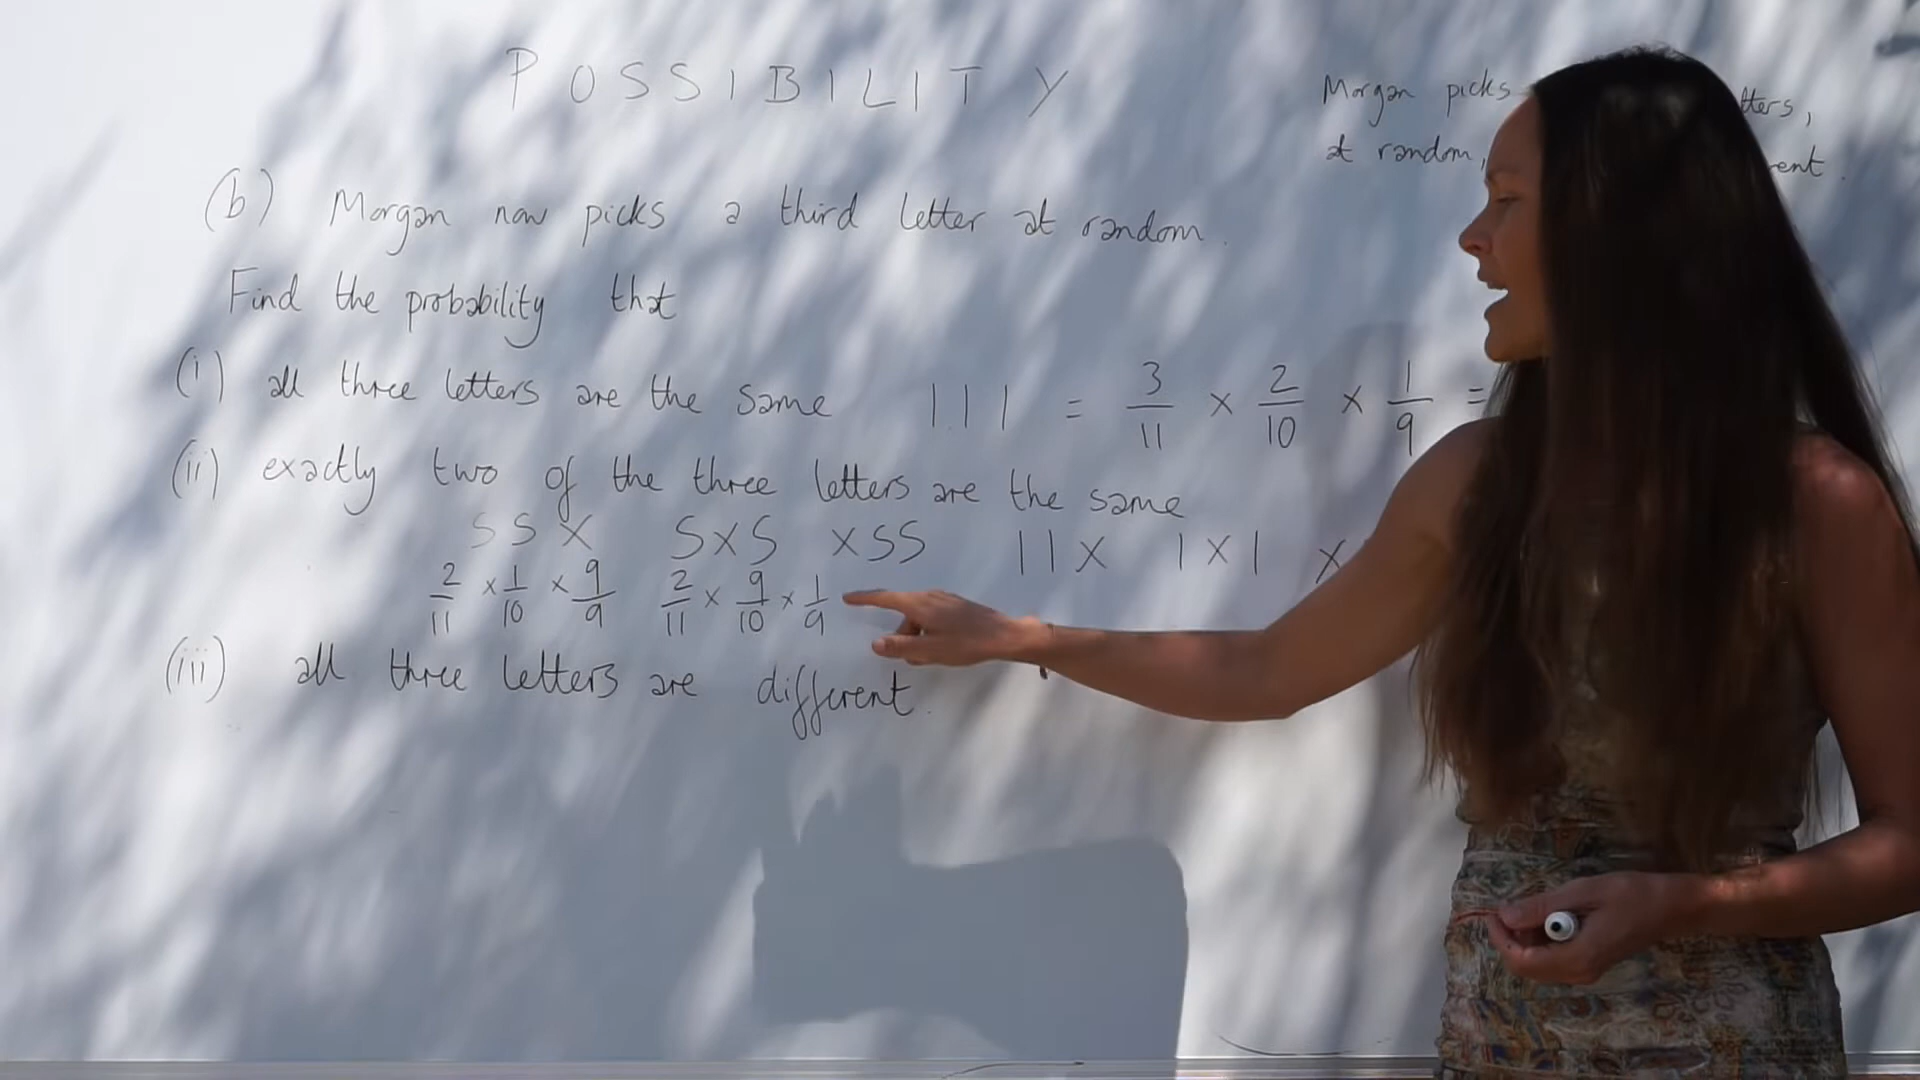 P O S S I B I L I T Y
Morgan picks
at random,
(b) Morgan now picks a third letter at random.
Find the probability that
(i) all three letters are the same I I I = 3/11 × 2/10 × 1/9 =
(ii) exactly two of the three letters are the same
S S X S X S X S S I I X I X I X
2/11 × 1/10 × 9/9 2/11 × 9/10 × 1/9
(iii) all three letters are different.